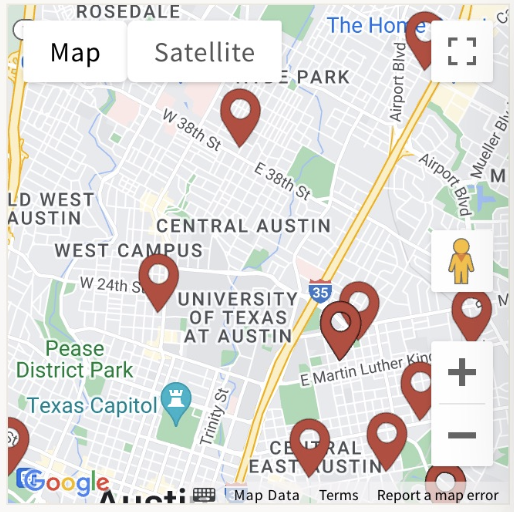 ROSEDALE
The Home
Map
Satellite
HYDE PARK
Airport Blvd
W 38th St
E 38th St
Airport Blvd
Mueller Blv
M
LD WEST
AUSTIN
CENTRAL AUSTIN
WEST CAMPUS
W 24th St
35
UNIVERSITY
OF TEXAS
AT AUSTIN
M
E Martin Luther King
Pease
District Park
Texas Capitol
Trinity St
CENTRAL
EAST AUSTIN
Google
Austi
Map Data
Terms
Report a map error